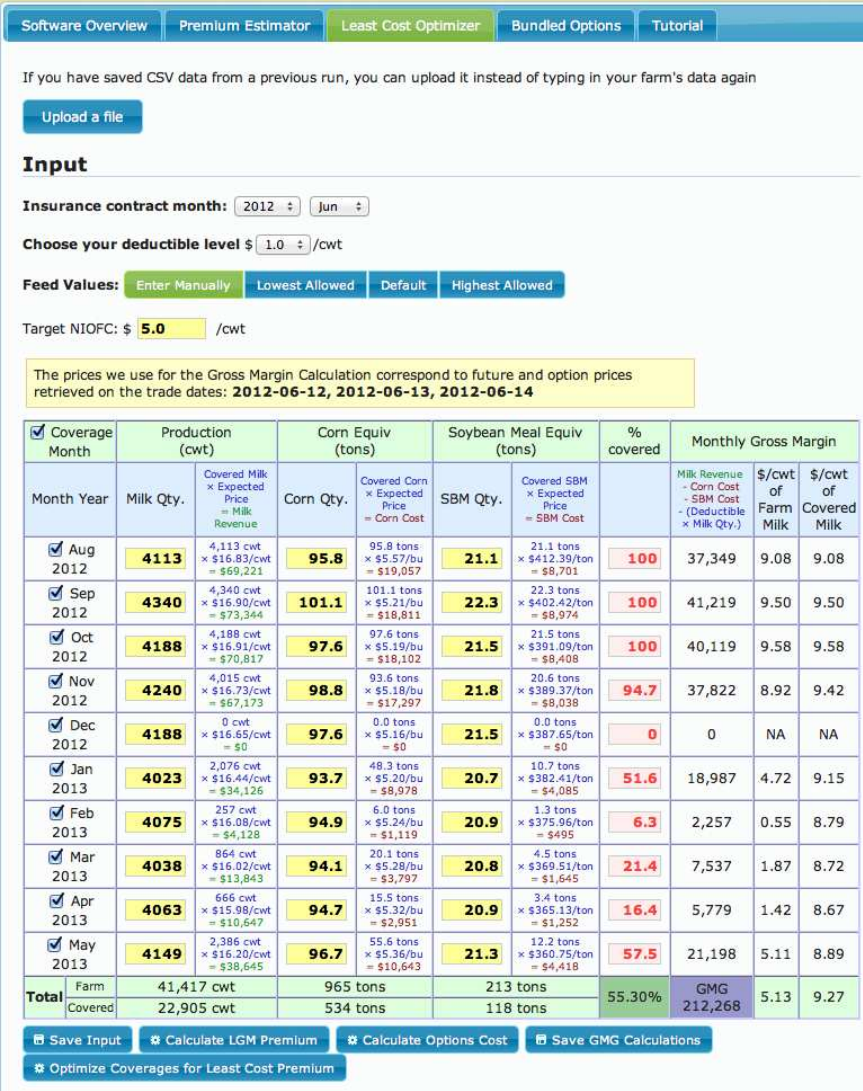 Software Overview Premium Estimator Least Cost Optimizer Bundled Options Tutorial
If you have saved CSV data from a previous run, you can upload it instead of typing in your farm's data again
Upload a file
Input
Insurance contract month: 2012 Jun
Choose your deductible level $ 1.0 /cwt
Feed Values: Enter Manually Lowest Allowed Default Highest Allowed
Target NIOFC: $ 5.0 /cwt
The prices we use for the Gross Margin Calculation correspond to future and option prices
retrieved on the trade dates: 2012-06-12, 2012-06-13, 2012-06-14
Coverage Month Production (cwt) Corn Equiv (tons) Soybean Meal Equiv (tons) % covered Monthly Gross Margin
Month Year Milk Qty. Covered Milk × Expected Price = Milk Revenue Corn Qty. Covered Corn × Expected Price = Corn Cost SBM Qty. Covered SBM × Expected Price = SBM Cost Milk Revenue - Corn Cost - SBM Cost - (Deductible × Milk Qty.) $/cwt of Farm Milk $/cwt of Covered Milk
Aug 2012 4113 4,113 cwt × $16.83/cwt = $69,221 95.8 95.8 tons × $5.57/bu = $19,057 21.1 21.1 tons × $412.39/ton = $8,701 100 37,349 9.08 9.08
Sep 2012 4340 4,340 cwt × $16.90/cwt = $73,344 101.1 101.1 tons × $5.21/bu = $18,811 22.3 22.3 tons × $402.42/ton = $8,974 100 41,219 9.50 9.50
Oct 2012 4188 4,188 cwt × $16.91/cwt = $70,817 97.6 97.6 tons × $5.19/bu = $18,102 21.5 21.5 tons × $391.09/ton = $8,408 100 40,119 9.58 9.58
Nov 2012 4240 4,015 cwt × $16.73/cwt = $67,173 98.8 93.6 tons × $5.18/bu = $17,297 21.8 20.6 tons × $389.37/ton = $8,038 94.7 37,822 8.92 9.42
Dec 2012 4188 0 cwt × $16.65/cwt = $0 97.6 0.0 tons × $5.16/bu = $0 21.5 0.0 tons × $387.65/ton = $0 0 0 NA NA
Jan 2013 4023 2,076 cwt × $16.44/cwt = $34,126 93.7 48.3 tons × $5.20/bu = $8,978 20.7 10.7 tons × $382.41/ton = $4,085 51.6 18,987 4.72 9.15
Feb 2013 4075 257 cwt × $16.08/cwt = $4,128 94.9 6.0 tons × $5.24/bu = $1,119 20.9 1.3 tons × $375.96/ton = $495 6.3 2,257 0.55 8.79
Mar 2013 4038 864 cwt × $16.02/cwt = $13,843 94.1 20.1 tons × $5.28/bu = $3,797 20.8 4.5 tons × $369.51/ton = $1,645 21.4 7,537 1.87 8.72
Apr 2013 4063 666 cwt × $15.98/cwt = $10,647 94.7 15.5 tons × $5.32/bu = $2,951 20.9 3.4 tons × $365.13/ton = $1,252 16.4 5,779 1.42 8.67
May 2013 4149 2,386 cwt × $16.20/cwt = $38,645 96.7 55.6 tons × $5.36/bu = $10,643 21.3 12.2 tons × $360.75/ton = $4,418 57.5 21,198 5.11 8.89
Total Farm 41,417 cwt 965 tons 213 tons 55.30% GMG 212,268 5.13 9.27
Covered 22,905 cwt 534 tons 118 tons
Save Input Calculate LGM Premium Calculate Options Cost Save GMG Calculations
Optimize Coverages for Least Cost Premium